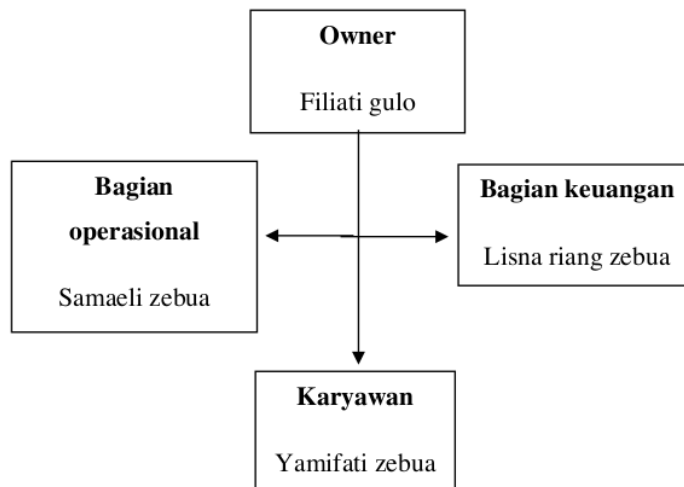 Owner
Filiati gulo
Bagian
operasional
Samaeli zebua
Bagian keuangan
Lisna riang zebua
Karyawan
Yamifati zebua